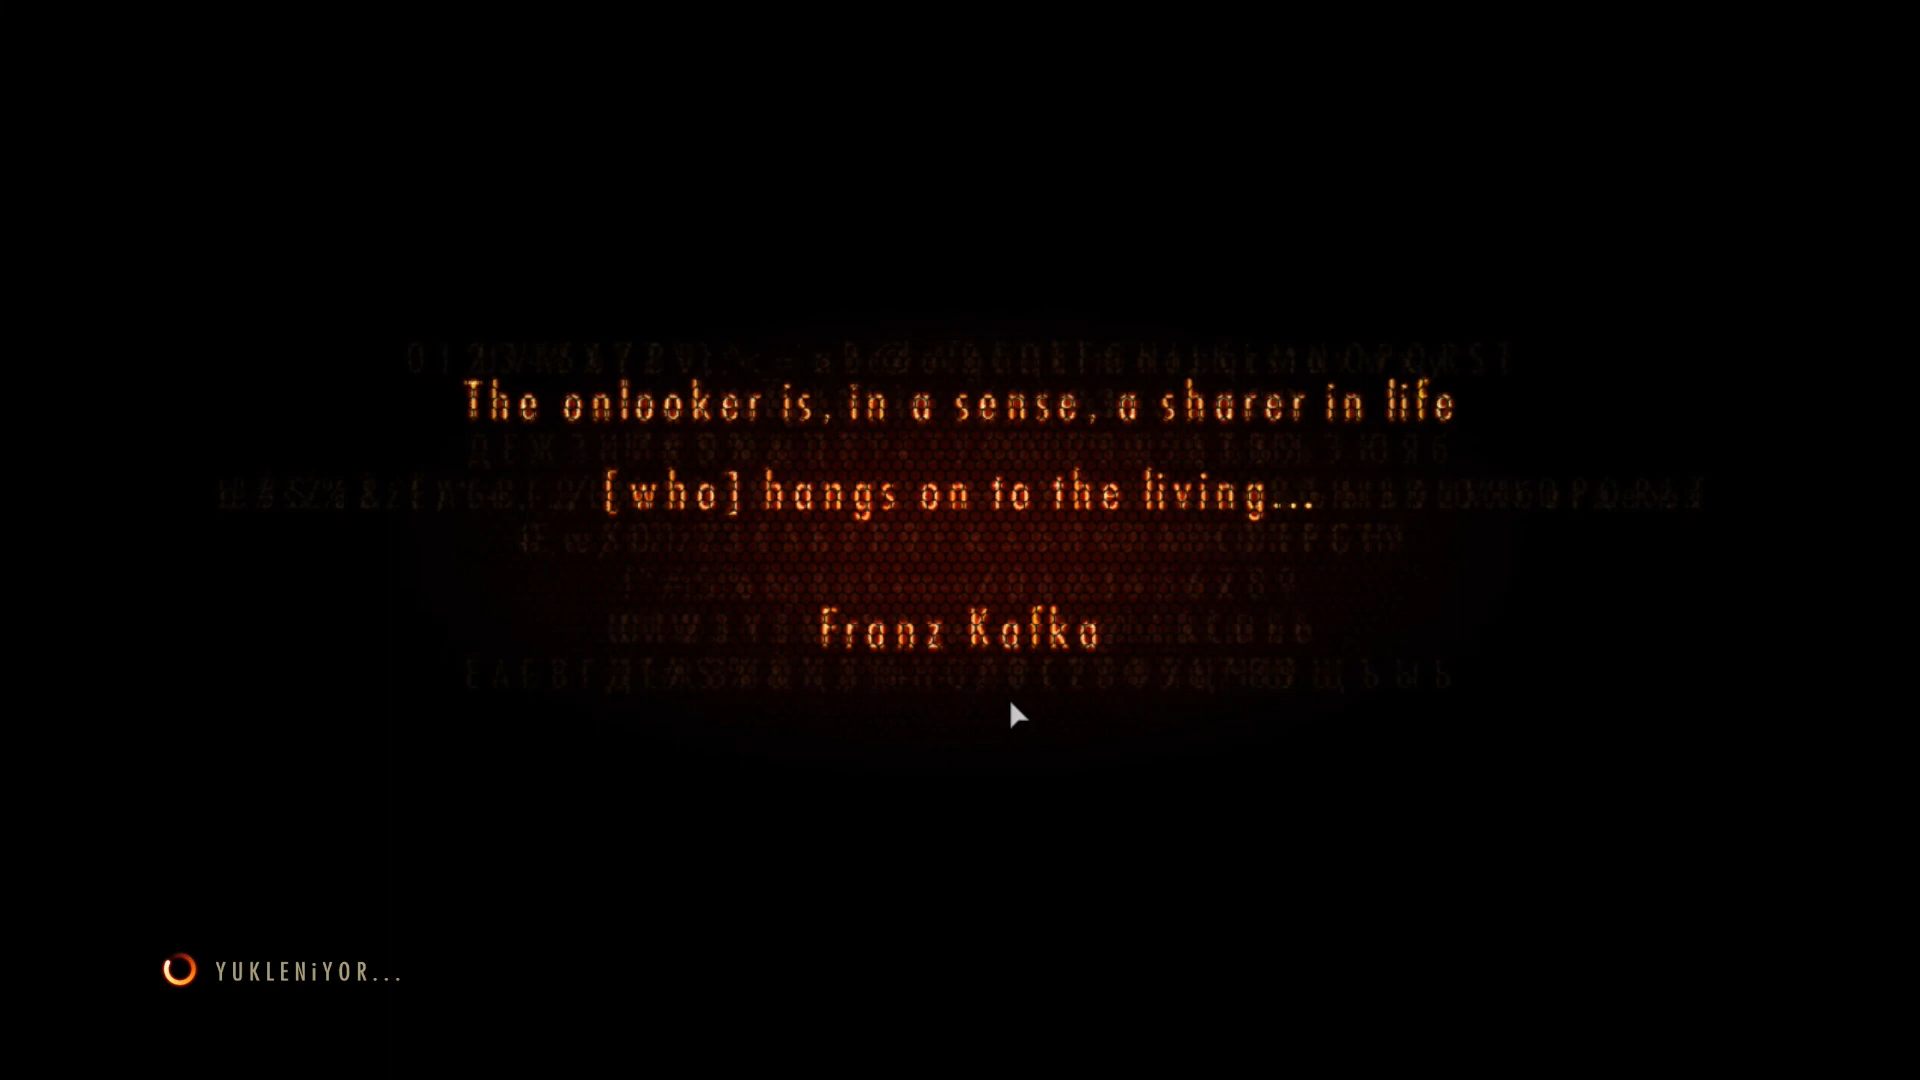 The onlooker is, in a sense, a sharer in life
[who] hangs on to the living...
Franz Kafka
YUKLENiYOR...